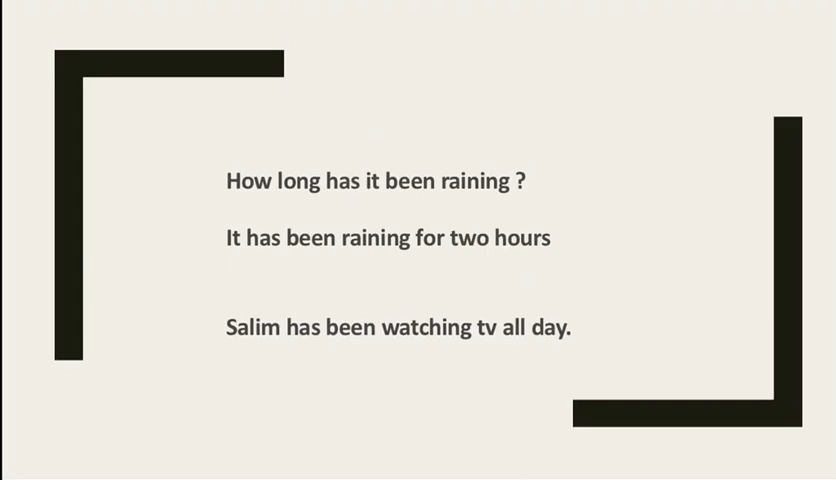 How long has it been raining ?
It has been raining for two hours
Salim has been watching tv all day.